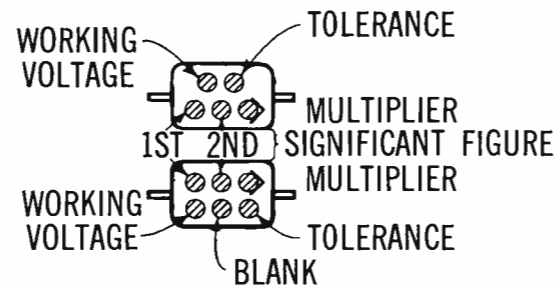 WORKING
VOLTAGE
TOLERANCE
MULTIPLIER
1ST 2ND SIGNIFICANT FIGURE
MULTIPLIER
WORKING
VOLTAGE
TOLERANCE
BLANK